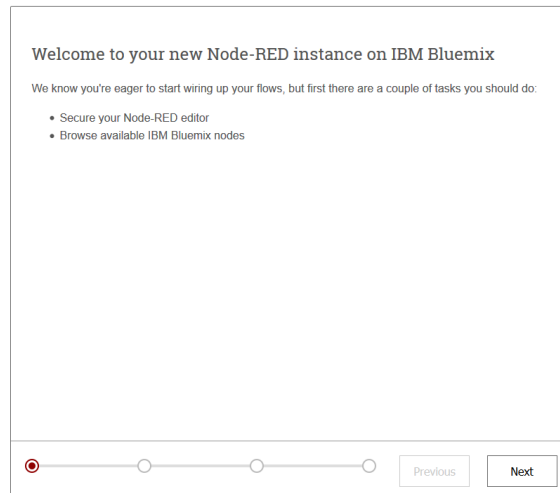 Welcome to your new Node-RED instance on IBM Bluemix
We know you're eager to start wiring up your flows, but first there are a couple of tasks you should do:
• Secure your Node-RED editor
• Browse available IBM Bluemix nodes
Previous
Next